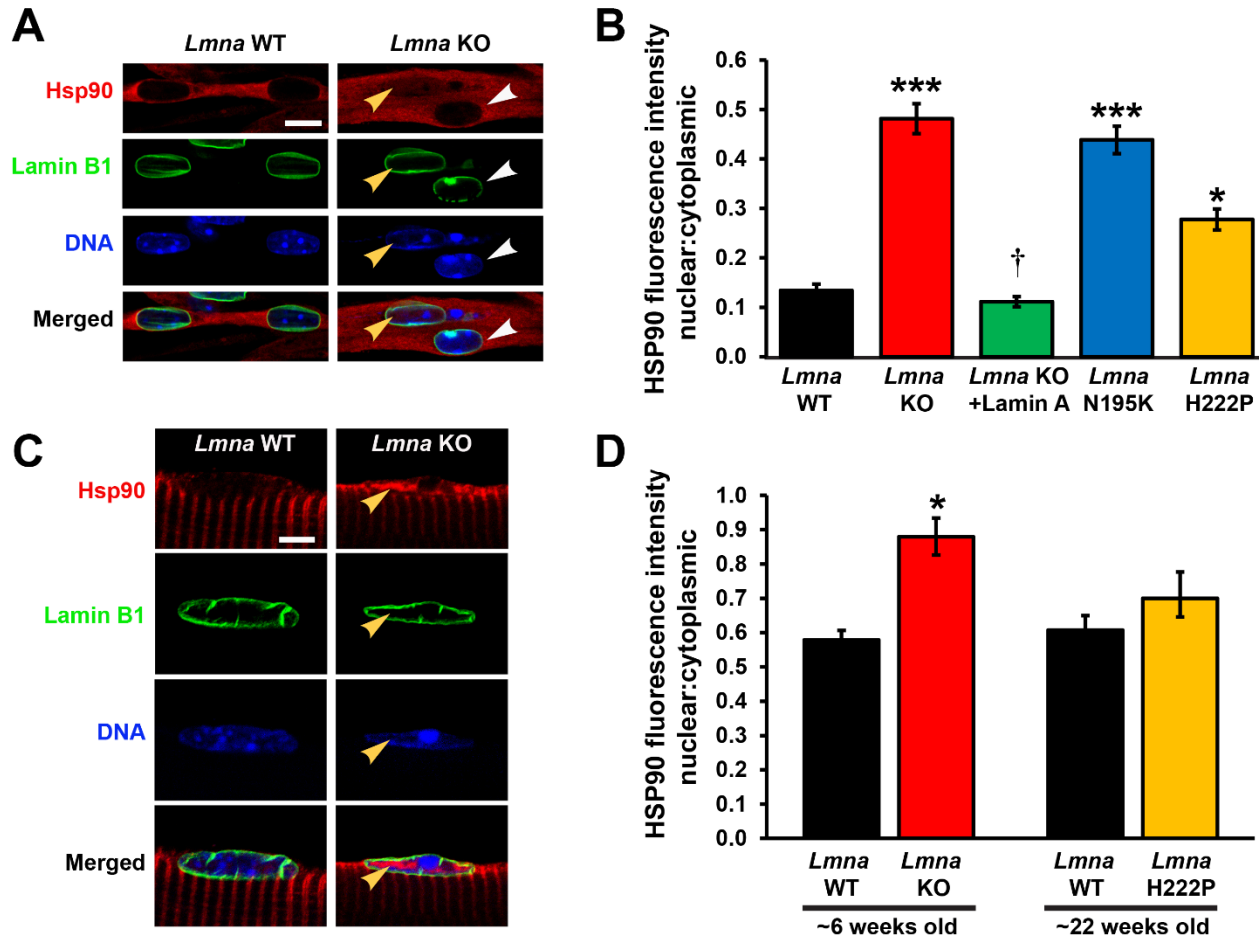 A
Lmna WT
Lmna KO
Hsp90
Lamin B1
DNA
Merged
B
HSP90 fluorescence intensity
nuclear:cytoplasmic
0.6
0.5
0.4
0.3
0.2
0.1
0.0
***
†
***
*
Lmna
WT
Lmna
KO
Lmna KO
+Lamin A
Lmna
N195K
Lmna
H222P
C
Lmna WT
Lmna KO
Hsp90
Lamin B1
DNA
Merged
D
HSP90 fluorescence intensity
nuclear:cytoplasmic
1.0
0.9
0.8
0.7
0.6
0.5
0.4
0.3
0.2
0.1
0.0
*
Lmna
WT
Lmna
KO
Lmna
WT
Lmna
H222P
~6 weeks old
~22 weeks old